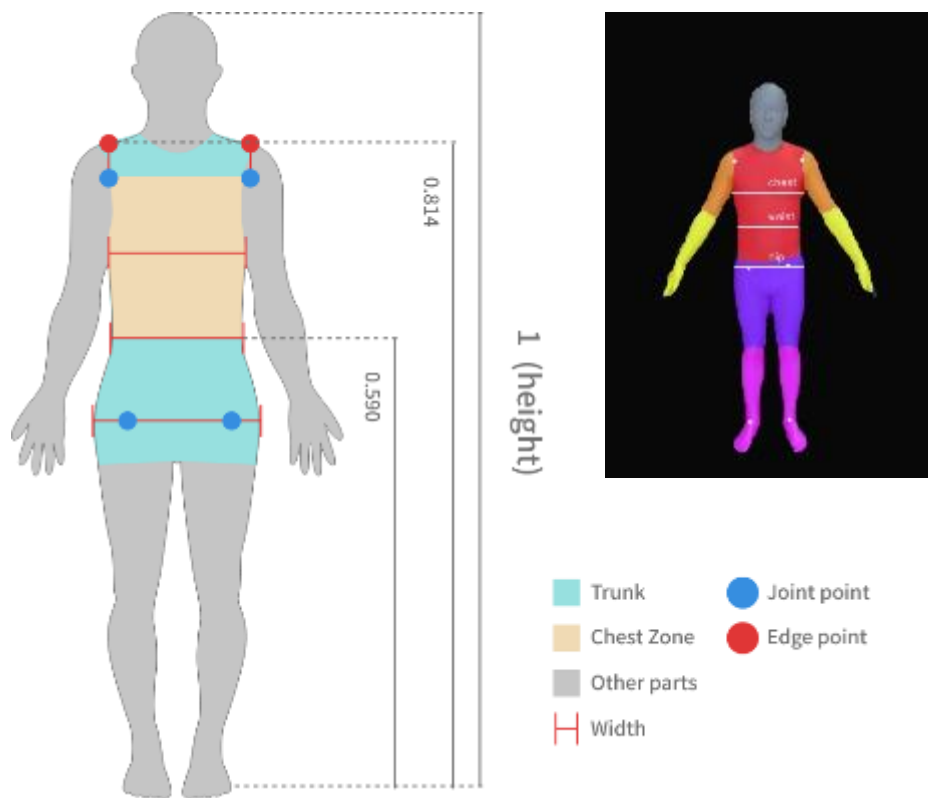 0.814
0.590
1 (height)
chest
waist
hip
Trunk
Joint point
Chest Zone
Edge point
Other parts
Width